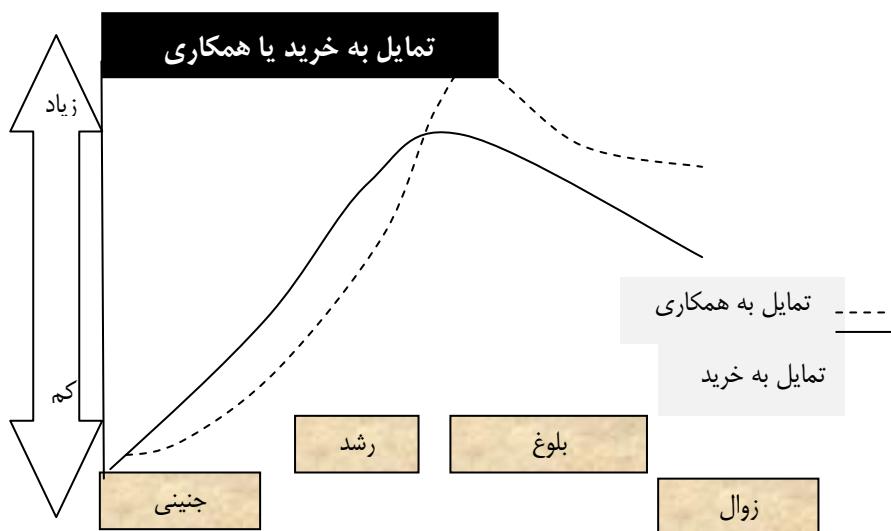 تمایل به خرید یا همکاری
زیاد
کم
تمایل به همکاری
تمایل به خرید
جنینی
رشد
بلوغ
زوال